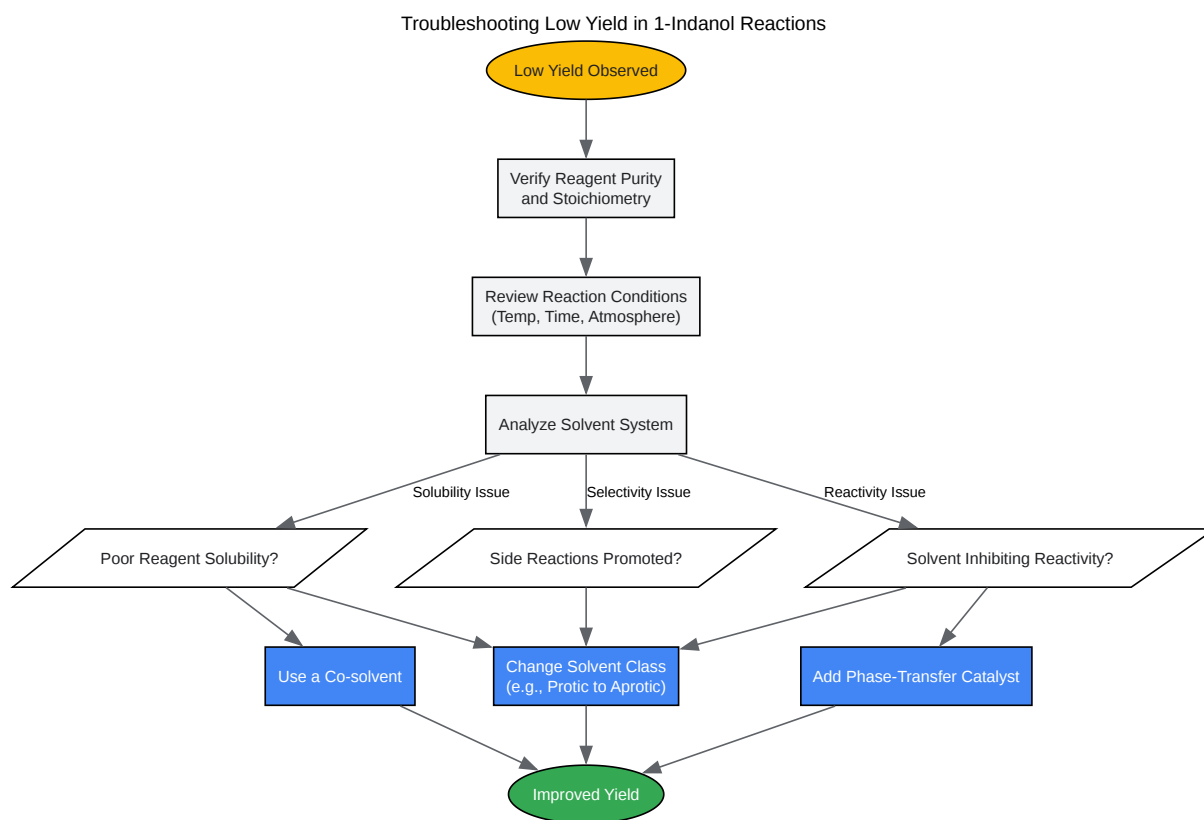 Troubleshooting Low Yield in 1-Indanol Reactions
Low Yield Observed
Verify Reagent Purity
and Stoichiometry
Review Reaction Conditions
(Temp, Time, Atmosphere)
Analyze Solvent System
Solubility Issue
Selectivity Issue
Reactivity Issue
Poor Reagent Solubility?
Side Reactions Promoted?
Solvent Inhibiting Reactivity?
Use a Co-solvent
Change Solvent Class
(e.g., Protic to Aprotic)
Add Phase-Transfer Catalyst
Improved Yield